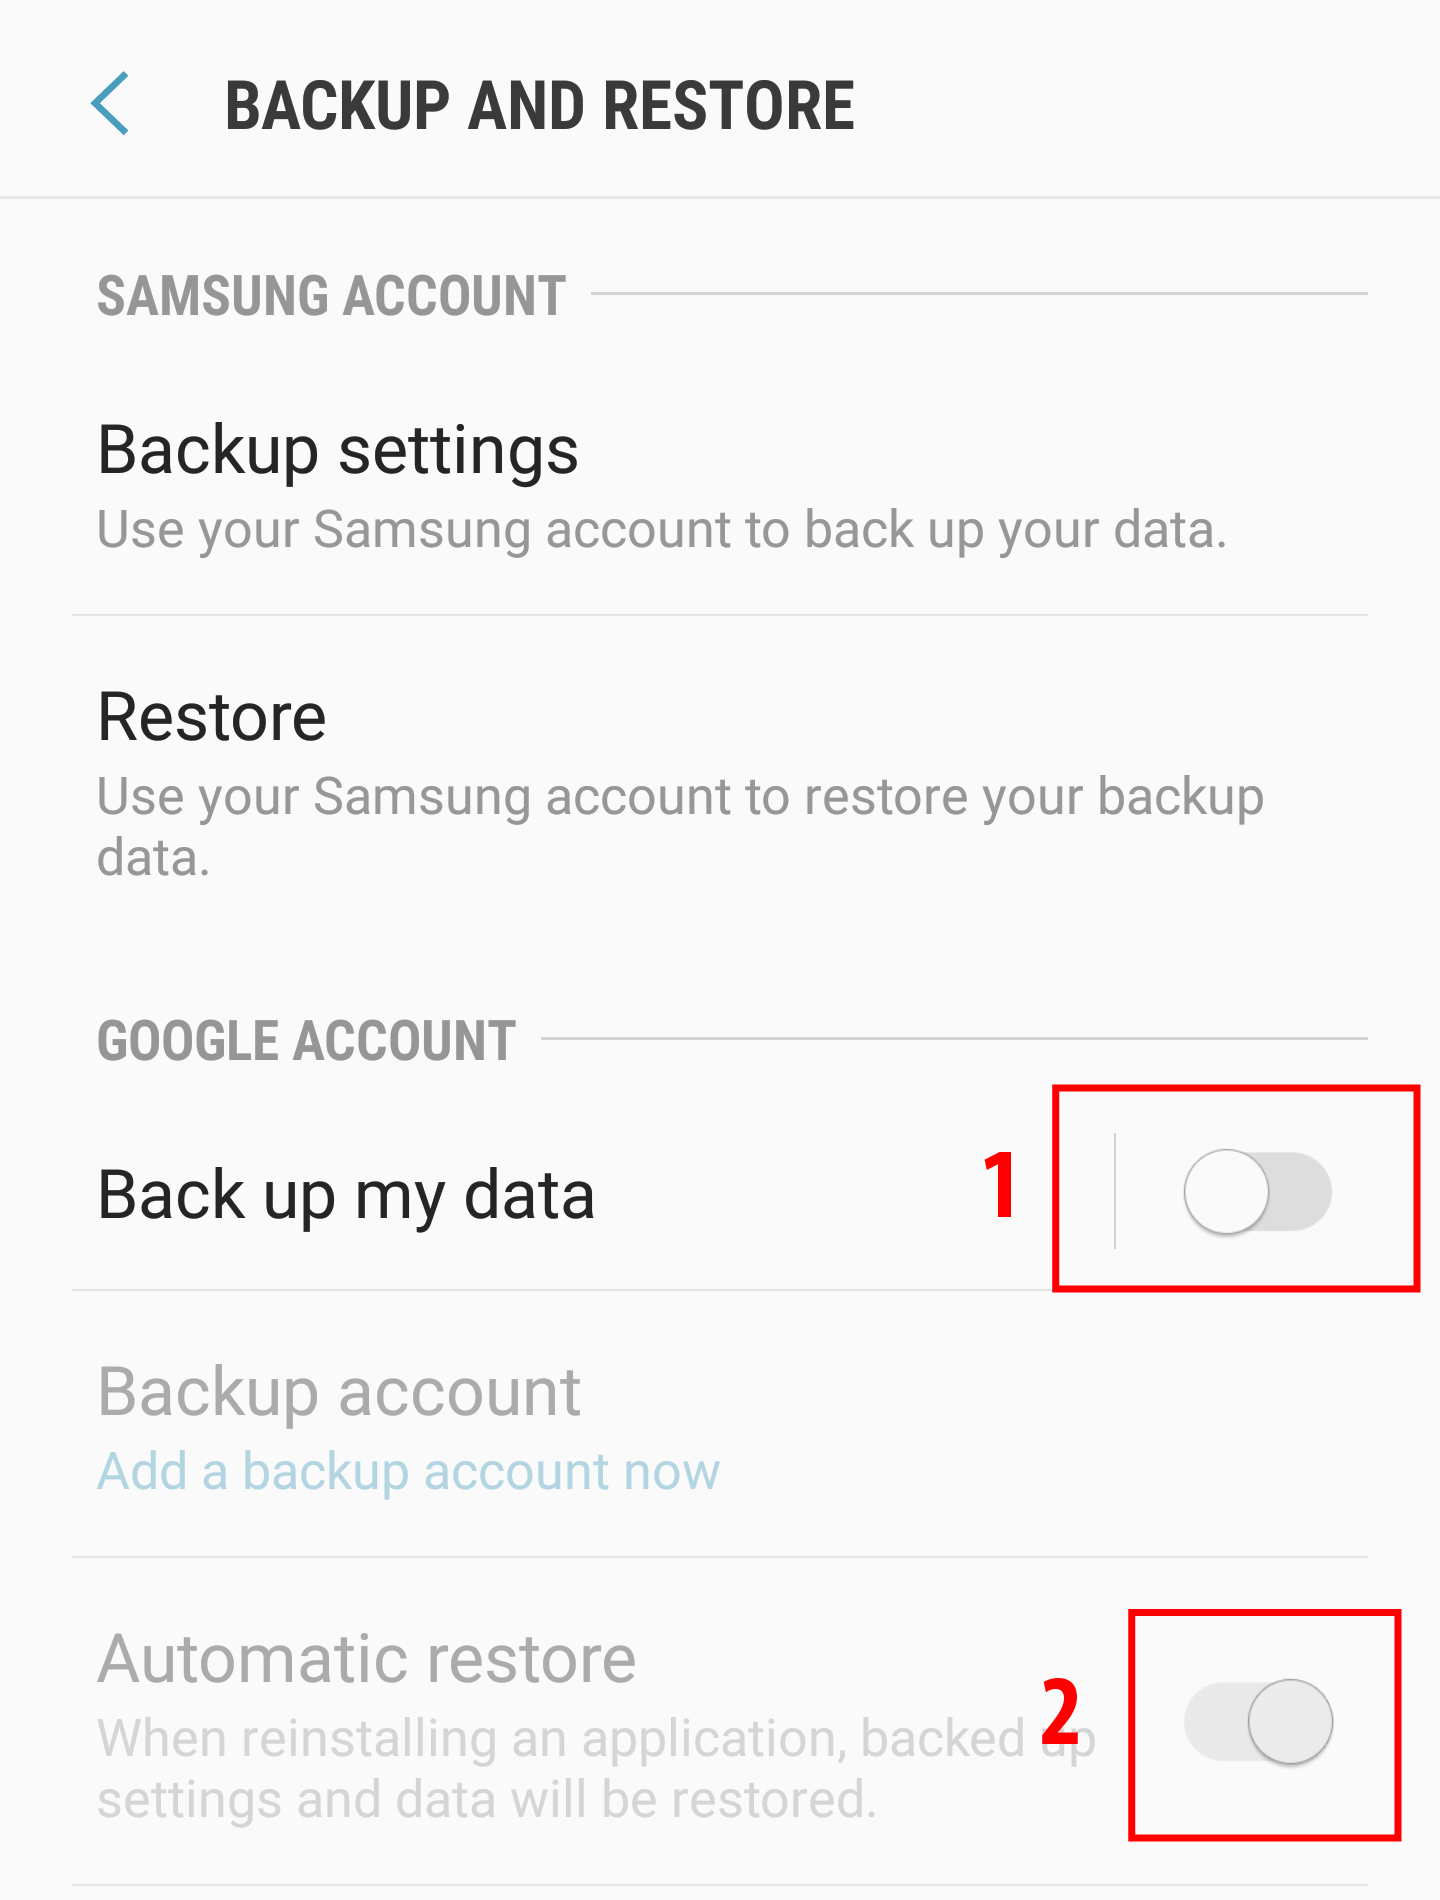 BACKUP AND RESTORE
SAMSUNG ACCOUNT
Backup settings
Use your Samsung account to back up your data.
Restore
Use your Samsung account to restore your backup
data.
GOOGLE ACCOUNT
Back up my data
1
Backup account
Add a backup account now
Automatic restore
When reinstalling an application, backed up
2
settings and data will be restored.